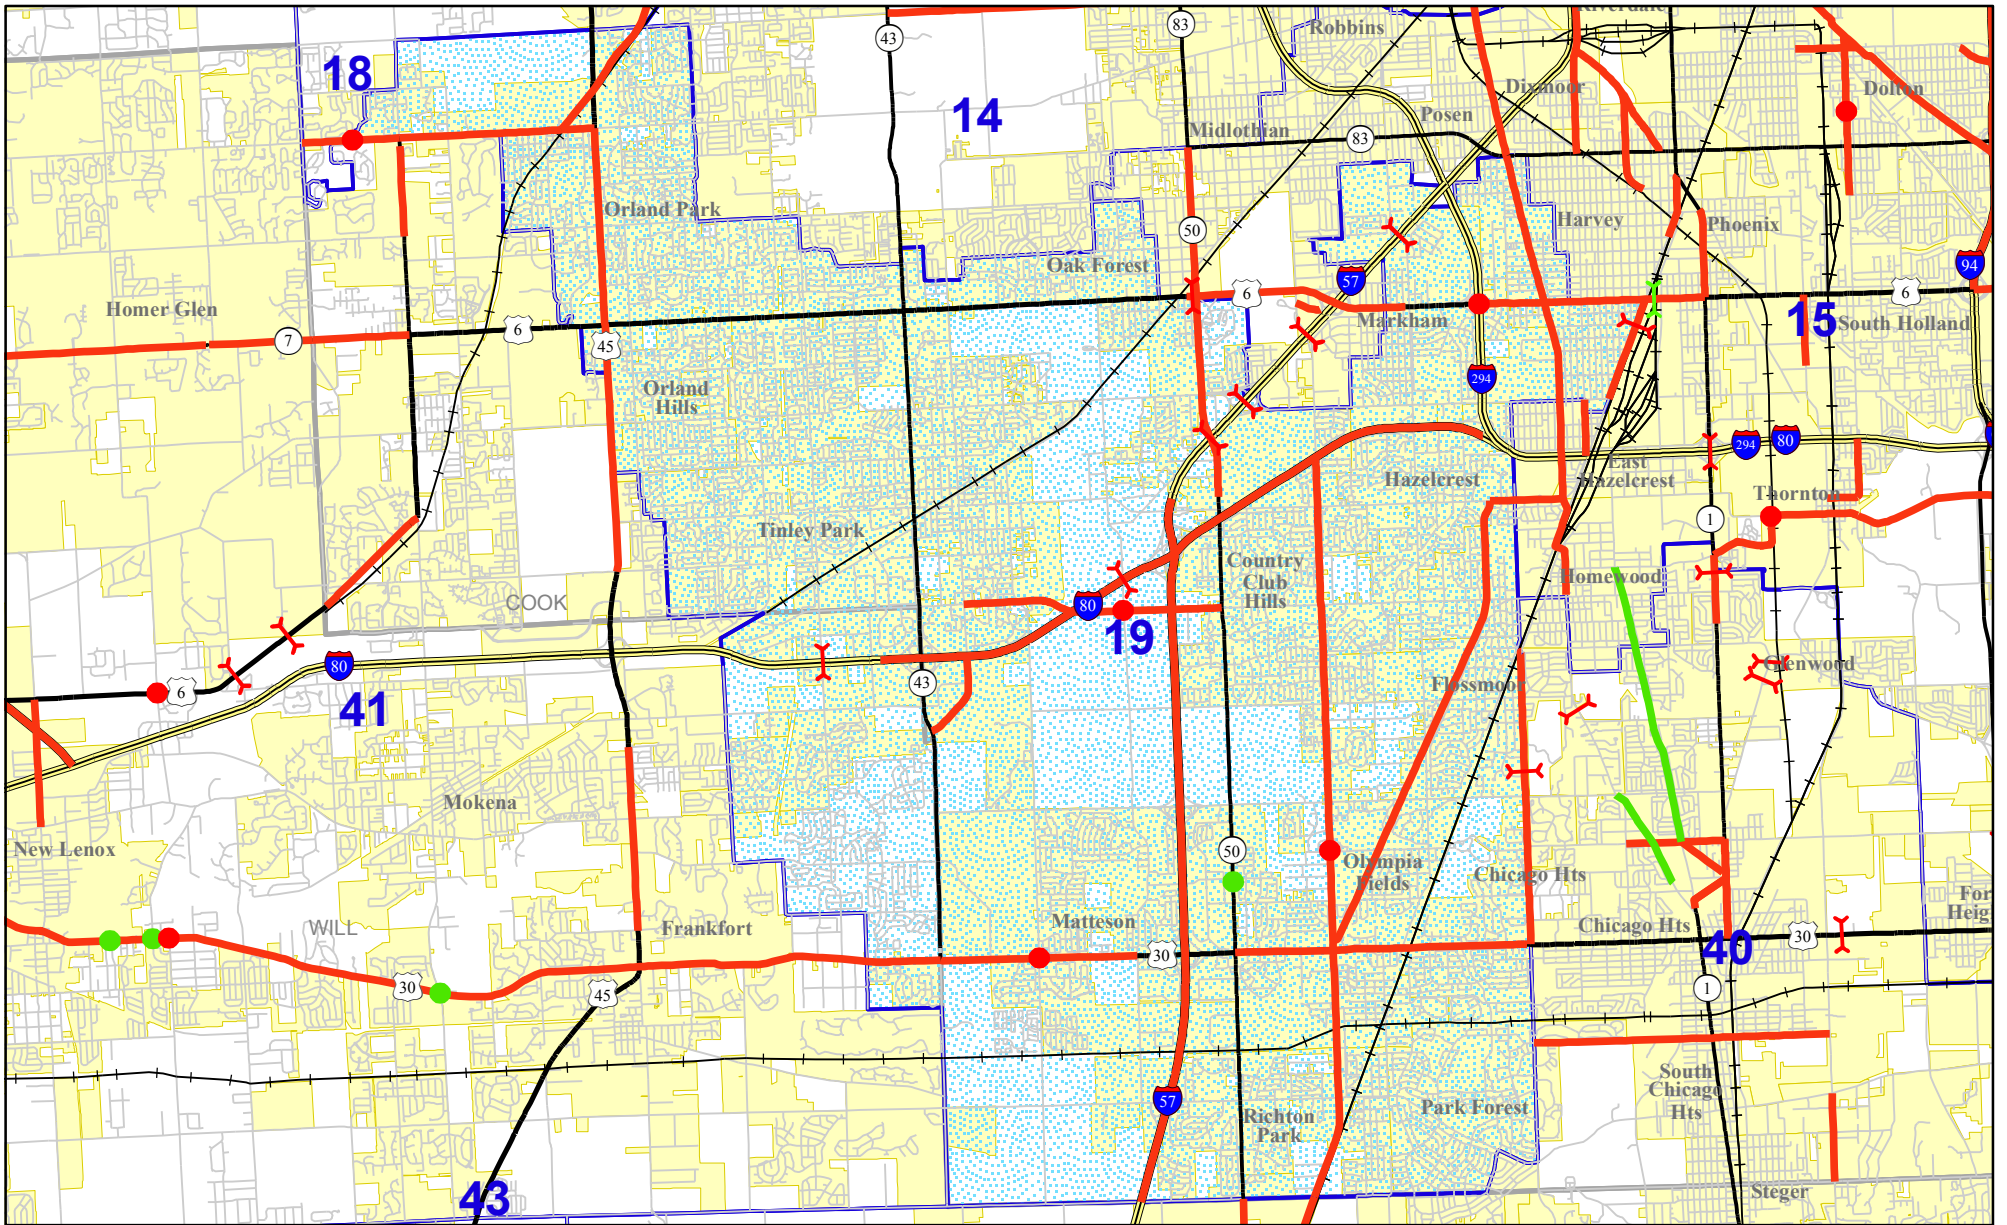 Riverdale
43
83
Robbins
18
Dixmoor
Dolton
14
Posen
Midlothian
83
Orland Park
Harvey
Phoenix
50
Oak Forest
94
57
6
6
Homer Glen
Markham
15
South Holland
7
6
45
294
Orland
Hills
294
80
East
Hazelcrest
Hazelcrest
Thornton
1
Tinley Park
Country
Club
Hills
Homewood
COOK
80
19
80
Glenwood
6
43
Flossmoor
41
Mokena
New Lenox
50
Olympia
Fields
Chicago Hts
Matteson
Chicago Hts
WILL
Frankfort
30
40
30
30
45
1
South
Chicago
Hts
57
Richton
Park
Park Forest
43
Steger